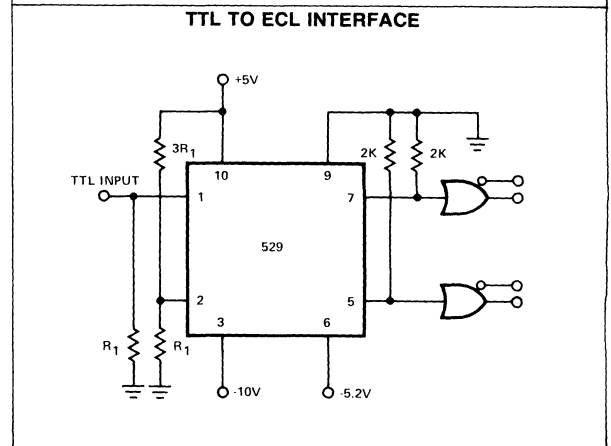 TTL TO ECL INTERFACE
+5V
3R1
2K
2K
TTL INPUT
10
9
1
7
529
2
5
3
6
R1
R1
-10V
-5.2V